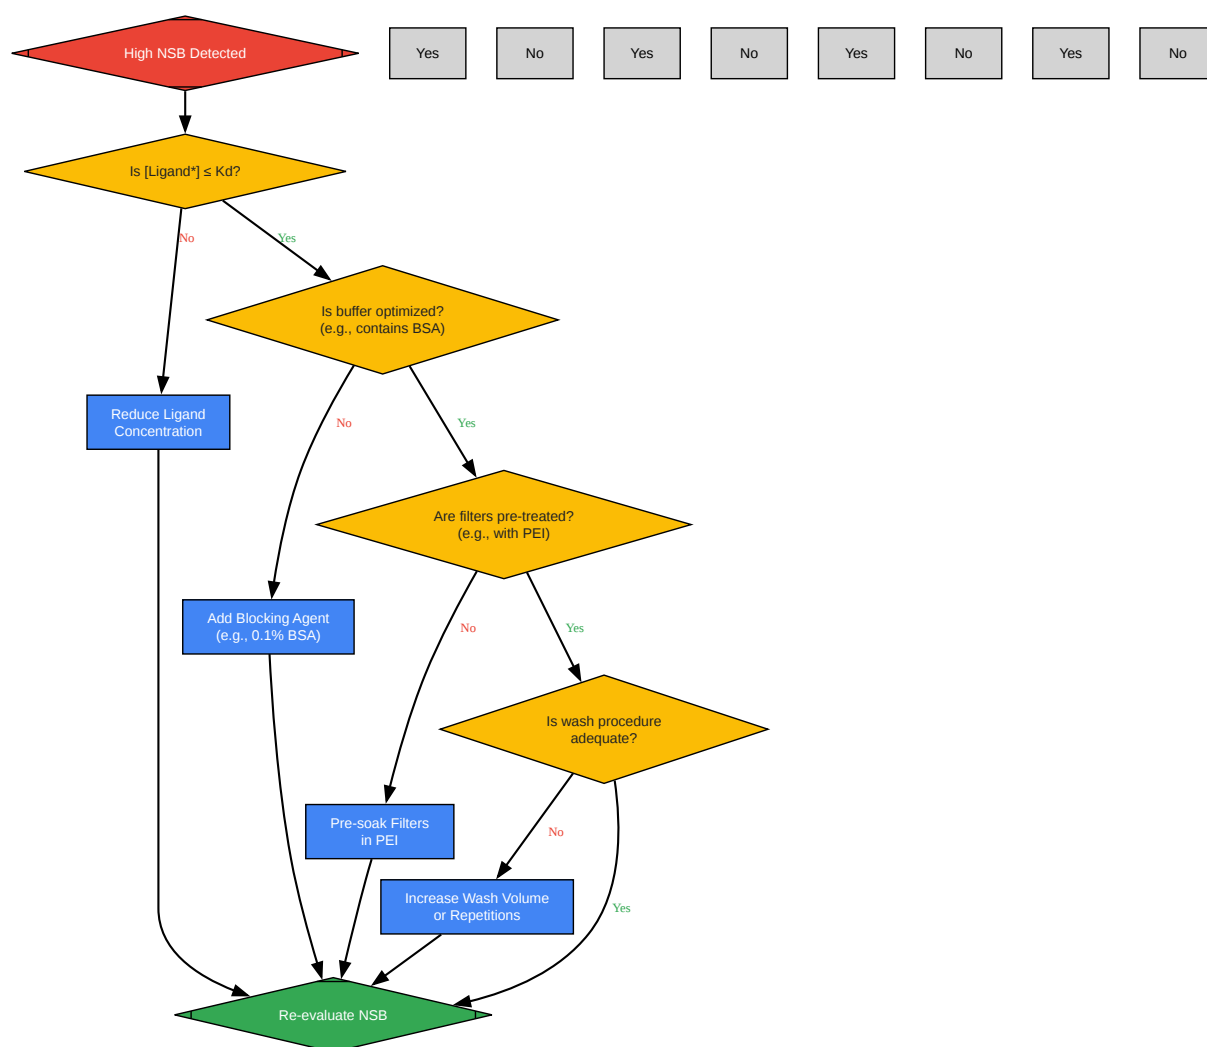 High NSB Detected
Yes
No
Yes
No
Yes
No
Yes
No
Is [Ligand*] ≤ Kd?
No
Yes
Is buffer optimized?
(e.g., contains BSA)
Reduce Ligand
Concentration
No
Yes
Are filters pre-treated?
(e.g., with PEI)
Add Blocking Agent
(e.g., 0.1% BSA)
No
Yes
Is wash procedure
adequate?
Pre-soak Filters
in PEI
No
Increase Wash Volume
or Repetitions
Yes
Re-evaluate NSB